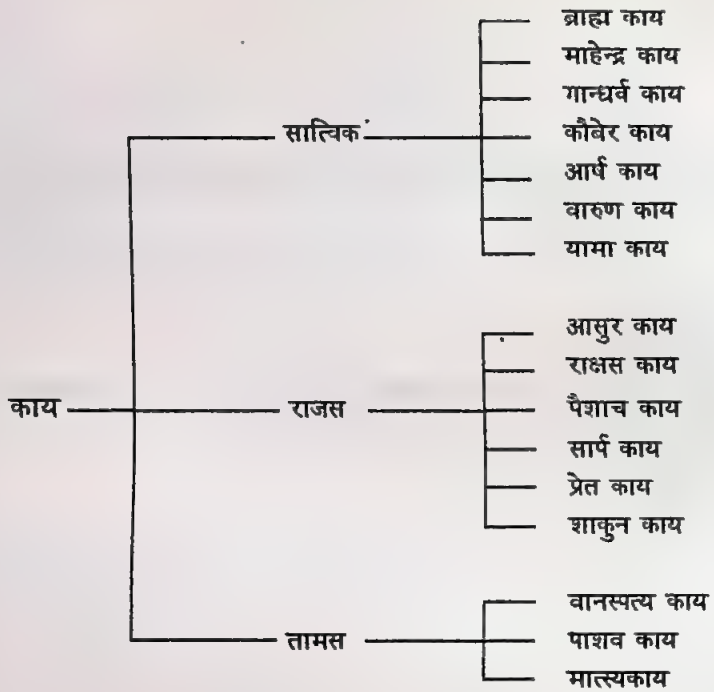 ब्राह्म काय
माहेन्द्र काय
गान्धर्व काय
सात्विक
कौबेर काय
आर्ष काय
वारुण काय
यामा काय
आसुर काय
राक्षस काय
काय
राजस
पैशाच काय
सार्प काय
प्रेत काय
शाकुन काय
वानस्पत्य काय
तामस
पाशव काय
मात्स्यकाय